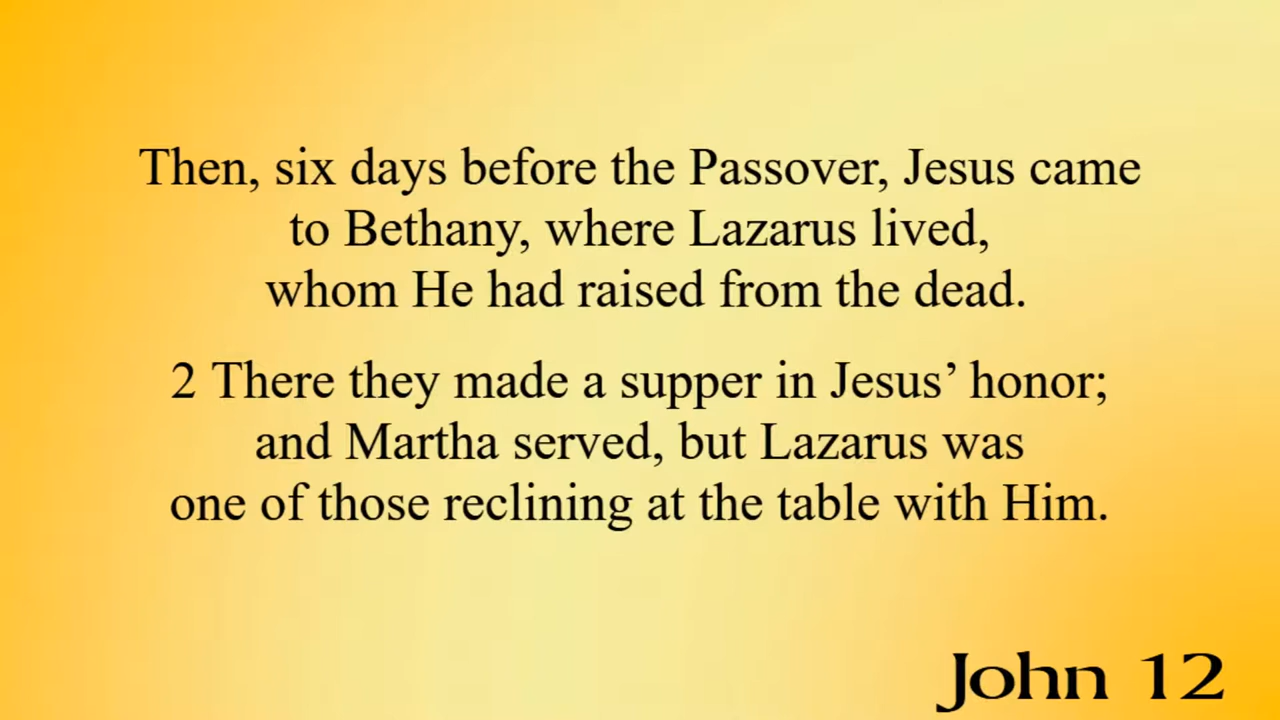 Then, six days before the Passover, Jesus came
to Bethany, where Lazarus lived,
whom He had raised from the dead.
2 There they made a supper in Jesus’ honor;
and Martha served, but Lazarus was
one of those reclining at the table with Him.
John 12